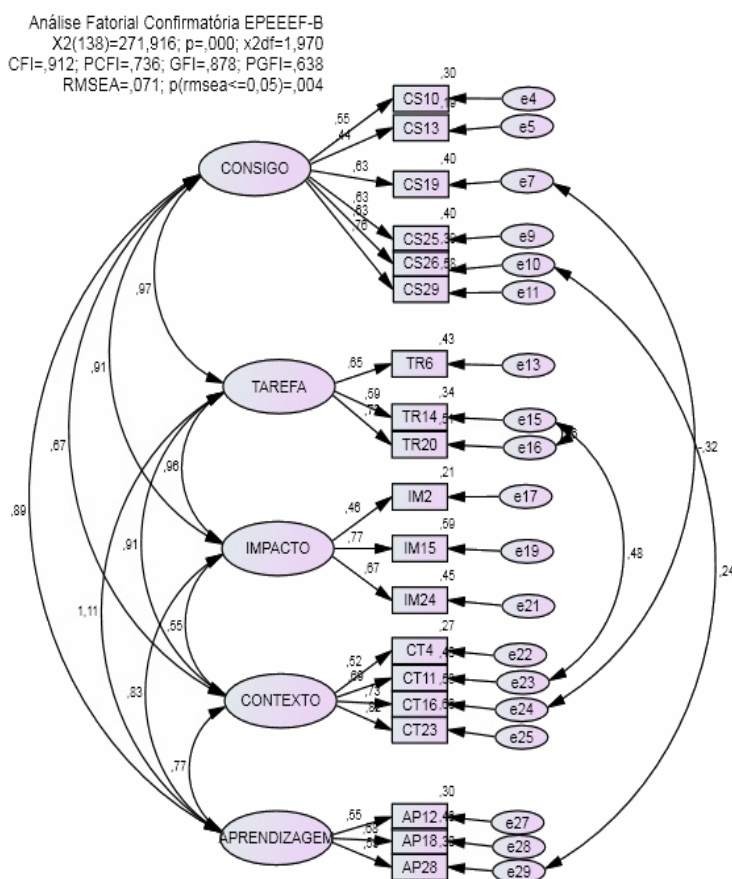 Análise Fatorial Confirmatória EPEEEF-B
X2(138)=271,916; p=,000; x2df=1,970
CFI=,912; PCFI=,736; GFI=,878; PGFI=,638
RMSEA=,071; p(rmsea<=0,05)=,004
,30
CS10
e4
,55
,44
CS13
e5
CONSIGO
,40
,63
CS19
e7
,63
,63
,76
,40
CS25
e9
CS26
,58
e10
CS29
e11
,97
,43
,65
TR6
e13
,91
TAREFA
,34
,59
TR14
e15
TR20
e16
,67
,96
-,32
,21
,46
IM2
e17
,89
,91
IMPACTO
,59
,77
IM15
e19
,48
,24
,67
,45
IM24
e21
1,11
,55
,27
,52
CT4
e22
,69
CT11
e23
,83
CONTEXTO
,73
CT16
e24
CT23
e25
,77
,30
,55
AP12
e27
APRENDIZAGEM
,68
AP18
e28
AP28
e29